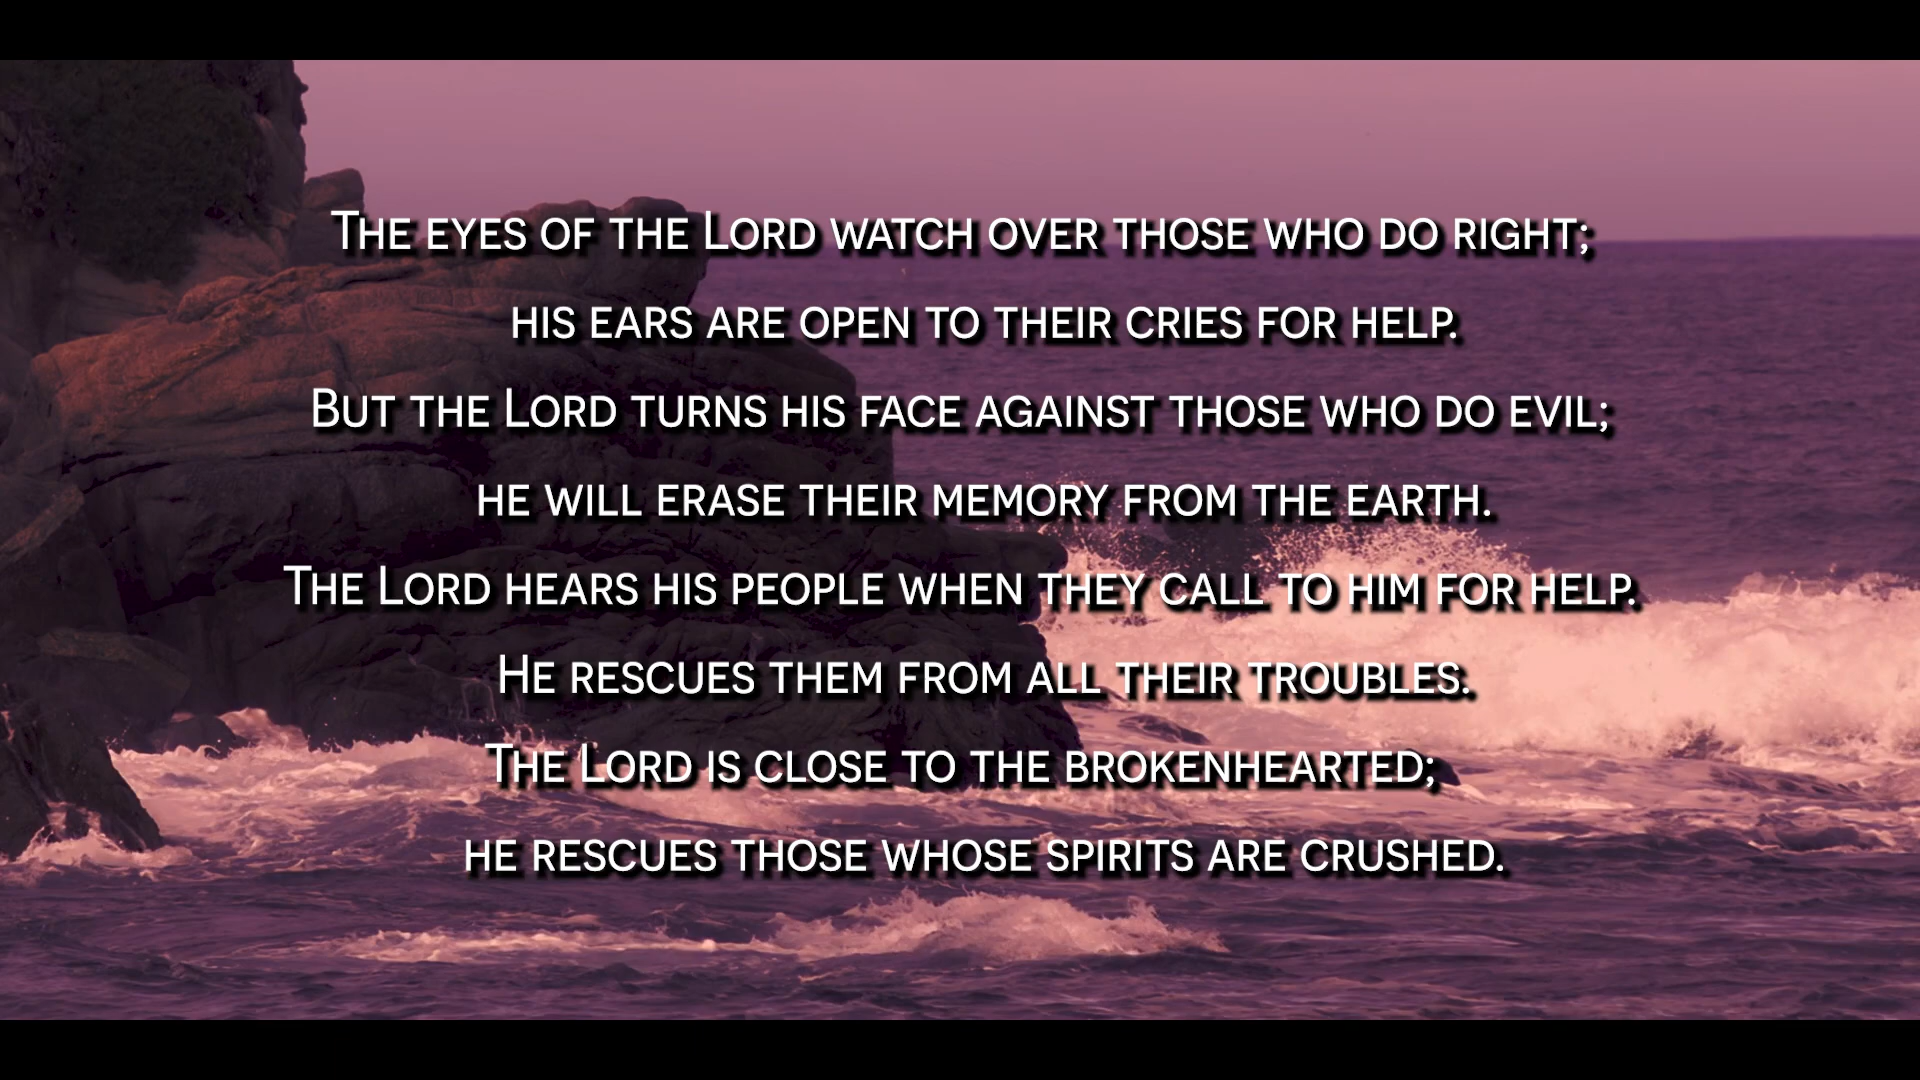 The eyes of the Lord watch over those who do right;
his ears are open to their cries for help.
But the Lord turns his face against those who do evil;
he will erase their memory from the earth.
The Lord hears his people when they call to him for help.
He rescues them from all their troubles.
The Lord is close to the brokenhearted;
he rescues those whose spirits are crushed.